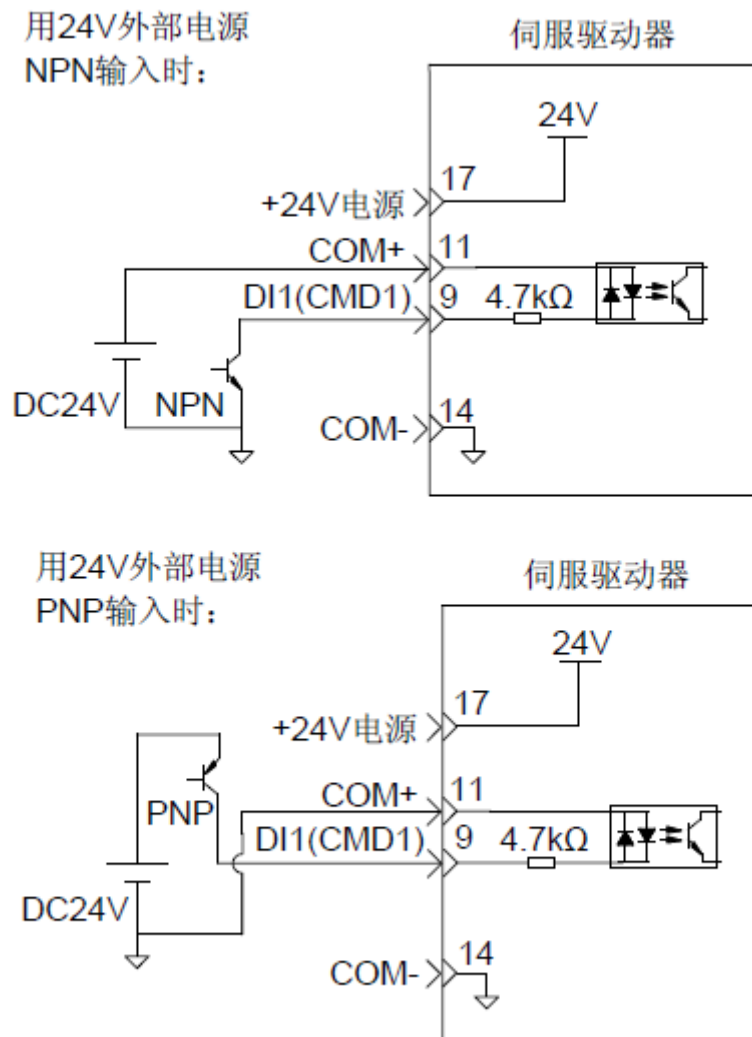 用24V外部电源
NPN输入时：
伺服驱动器
24V
+24V电源
17
COM+
11
DI1(CMD1)
9
4.7kΩ
DC24V
NPN
COM-
14
用24V外部电源
PNP输入时：
伺服驱动器
24V
+24V电源
17
COM+
11
PNP
DI1(CMD1)
9
4.7kΩ
DC24V
COM-
14